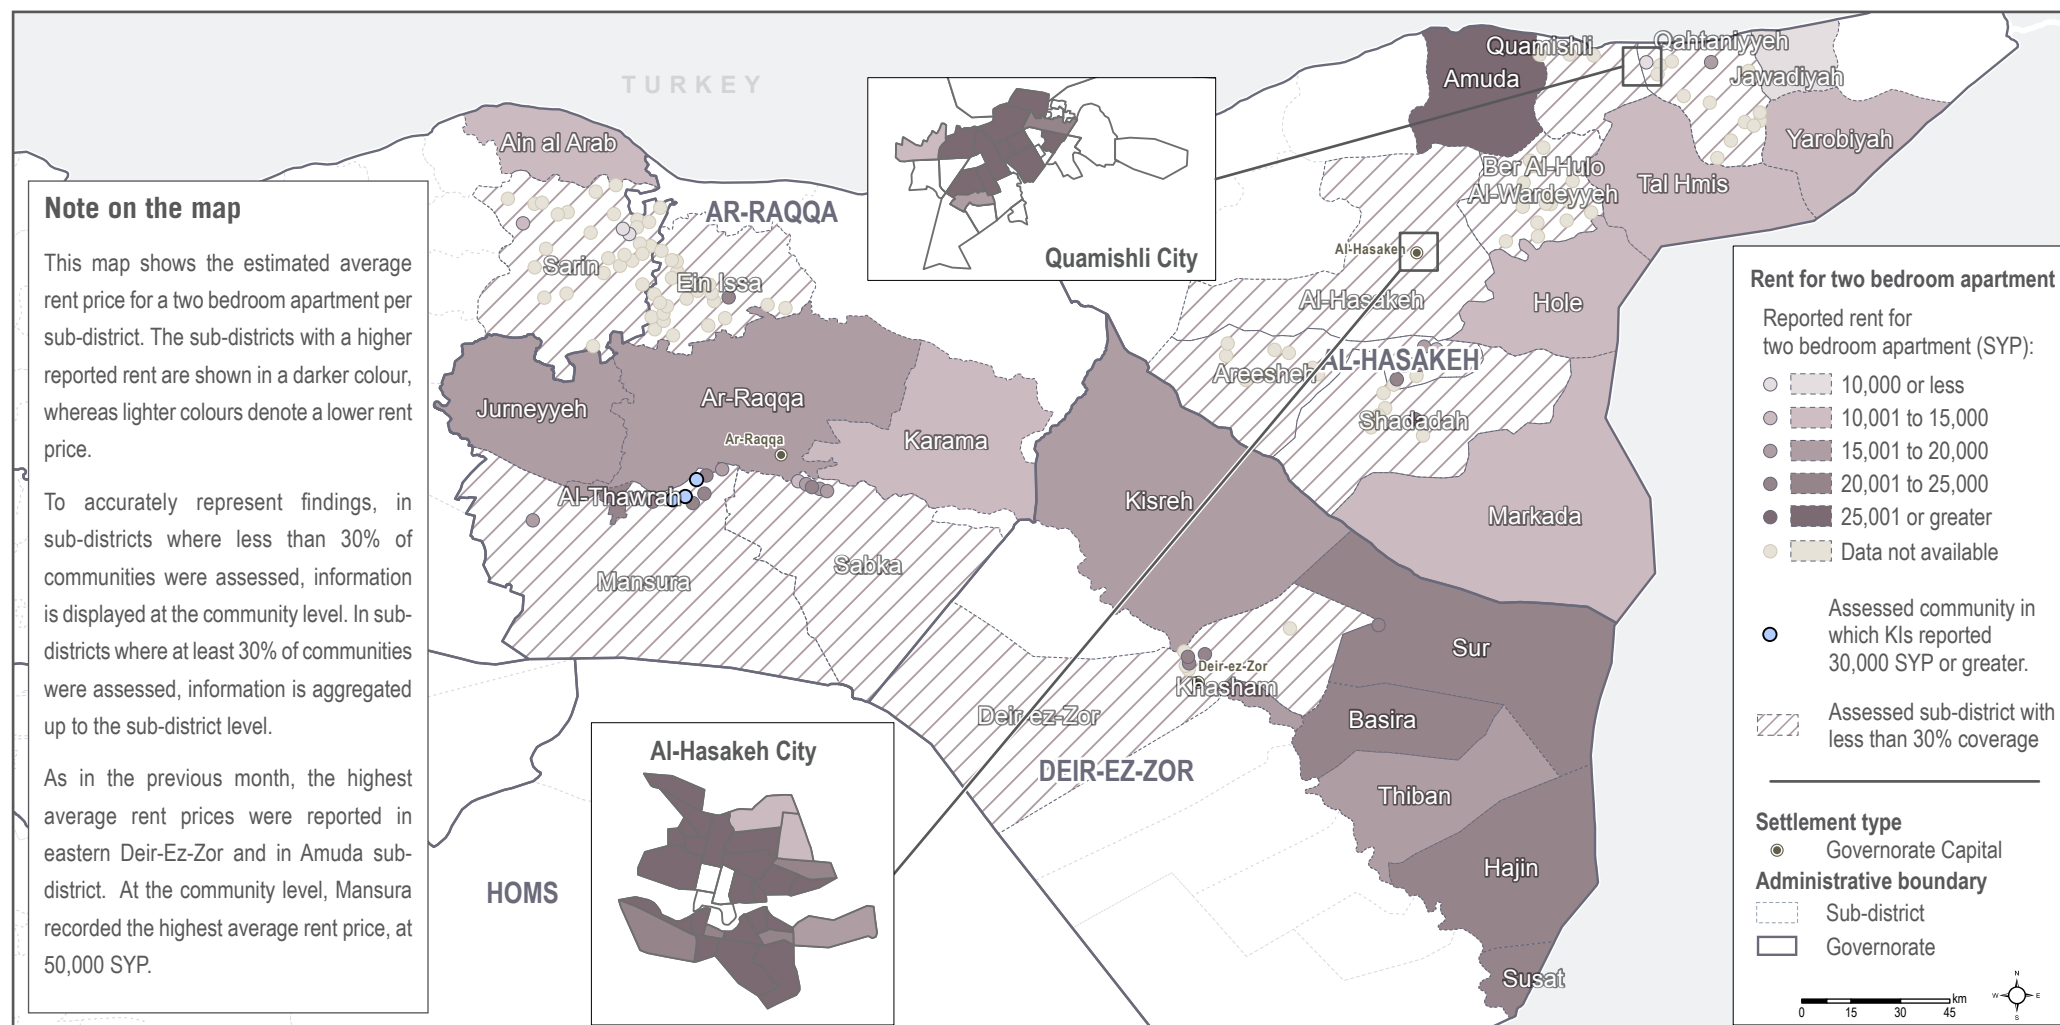 TURKEY
Note on the map
This map shows the estimated average
rent price for a two bedroom apartment per
sub-district. The sub-districts with a higher
reported rent are shown in a darker colour,
whereas lighter colours denote a lower rent
price.
To accurately represent findings, in
sub-districts where less than 30% of
communities were assessed, information
is displayed at the community level. In sub-
districts where at least 30% of communities
were assessed, information is aggregated
up to the sub-district level.
As in the previous month, the highest
average rent prices were reported in
eastern Deir-Ez-Zor and in Amuda sub-
district. At the community level, Mansura
recorded the highest average rent price, at
50,000 SYP.
Ain al Arab
AR-RAQQA
Sarin
Ein Issa
Jurneyyeh
Ar-Raqqa
Ar-Raqqa
Karama
Al-Thawrah
Mansura
Sabka
HOMS
Quamishli City
Quamishli
Qahtaniyyeh
Amuda
Jawadiyah
Yarobiyah
Ber Al-Hulo
Al-Wardeyyeh
Tal Hmis
Al-Hasakeh
Al-Hasakeh
Hole
AL-HASAKEH
Areesheh
Shadadah
Markada
Kisreh
Sur
Deir-ez-Zor
Khasham
Deir-ez-Zor
Basira
DEIR-EZ-ZOR
Thiban
Hajin
Susat
Al-Hasakeh City
Rent for two bedroom apartment
Reported rent for
two bedroom apartment (SYP):
10,000 or less
10,001 to 15,000
15,001 to 20,000
20,001 to 25,000
25,001 or greater
Data not available
Assessed community in
which KIs reported
30,000 SYP or greater.
Assessed sub-district with
less than 30% coverage
Settlement type
Governorate Capital
Administrative boundary
Sub-district
Governorate
km
0 15 30 45
N
W E
S